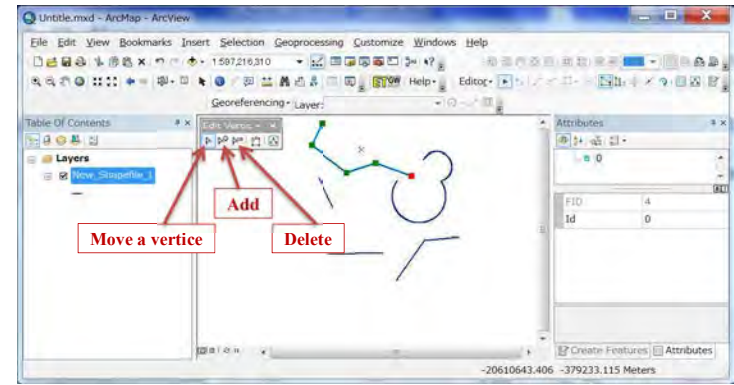 Untitle.mxd - ArcMap - ArcView
File Edit View Bookmarks Insert Selection Geoprocessing Customize Windows Help
1:597,216,310
Help Editor
Georeferencing Layer:
Table Of Contents
Edit Vertic
Attributes
Layers
New_Shapefile_1
0
Add
Move a vertice
Delete
FID 4
Id 0
Create Features Attributes
-20610643.406 -379233.115 Meters